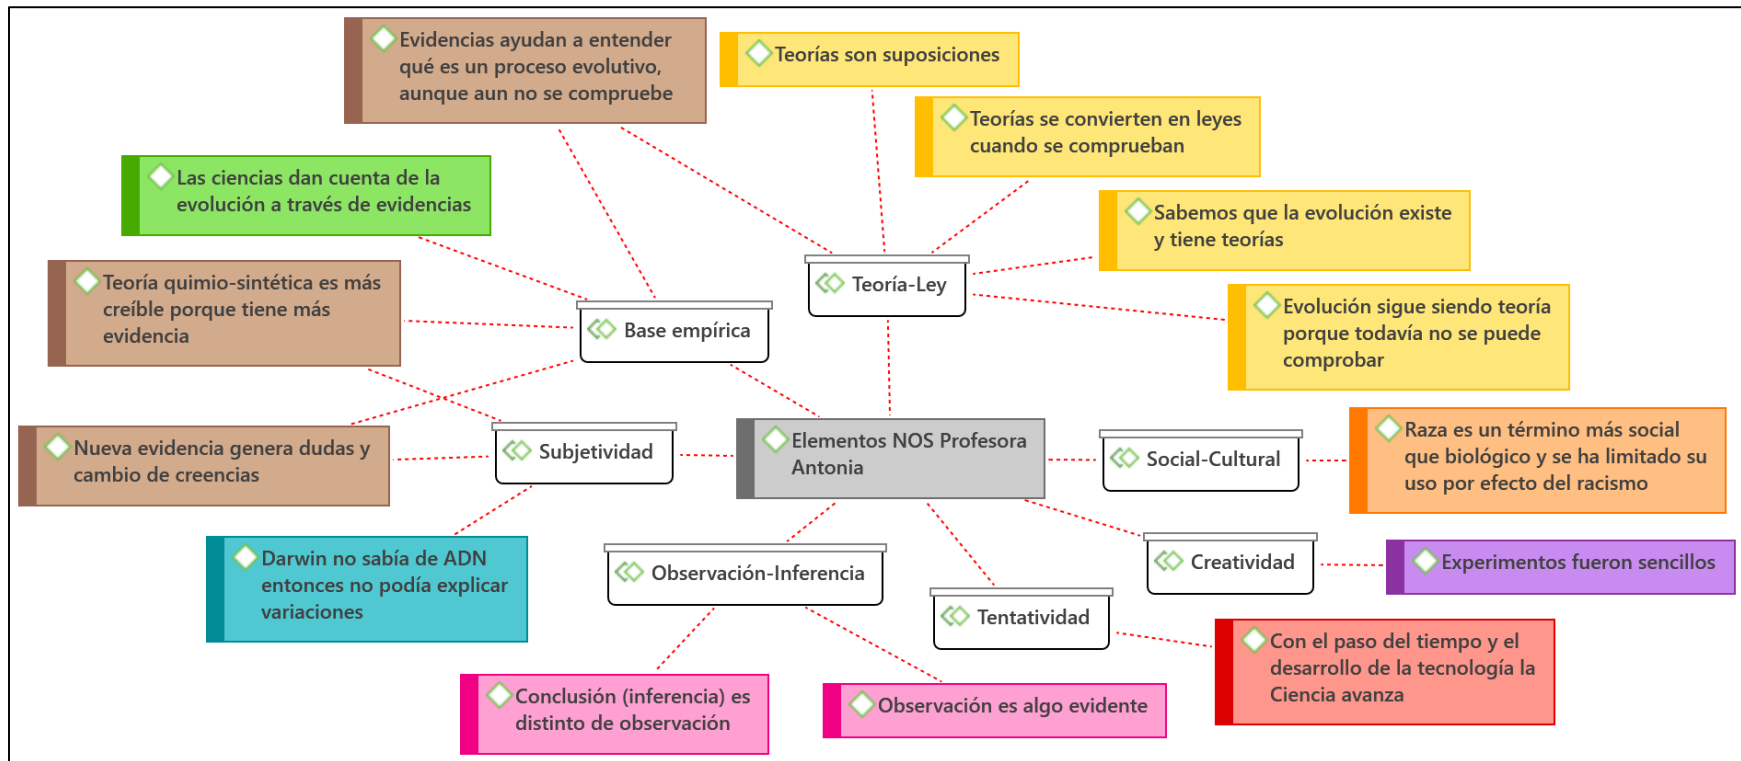 Evidencias ayudan a entender
qué es un proceso evolutivo,
aunque aun no se compruebe
Teorías son suposiciones
Teorías se convierten en leyes
cuando se comprueban
Las ciencias dan cuenta de la
evolución a través de evidencias
Sabemos que la evolución existe
y tiene teorías
Teoría quimio-sintética es más
creíble porque tiene más
evidencia
Teoría-Ley
Base empírica
Evolución sigue siendo teoría
porque todavía no se puede
comprobar
Nueva evidencia genera dudas y
cambio de creencias
Subjetividad
Elementos NOS Profesora
Antonia
Social-Cultural
Raza es un término más social
que biológico y se ha limitado su
uso por efecto del racismo
Darwin no sabía de ADN
entonces no podía explicar
variaciones
Observación-Inferencia
Creatividad
Experimentos fueron sencillos
Tentatividad
Con el paso del tiempo y el
desarrollo de la tecnología la
Ciencia avanza
Conclusión (inferencia) es
distinto de observación
Observación es algo evidente